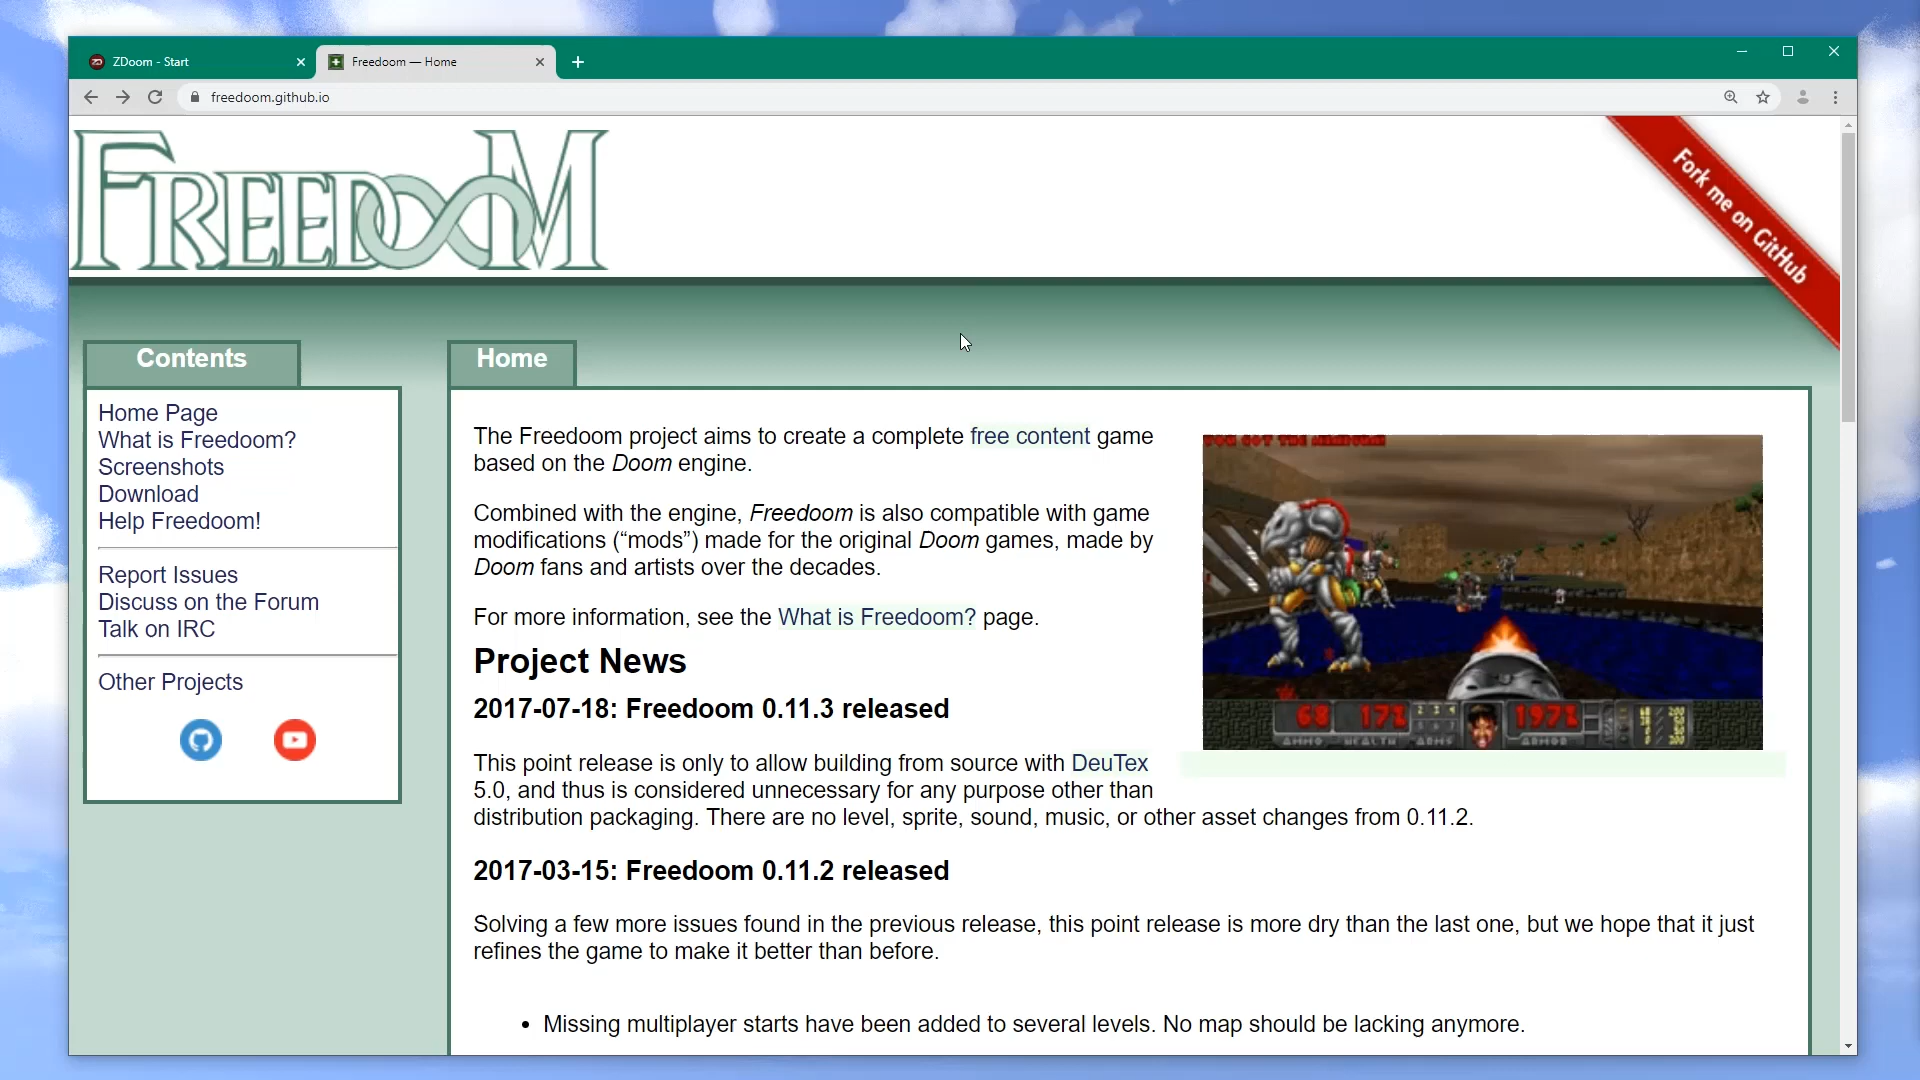 ZDoom - Start
Freedoom — Home
freedoom.github.io
FREEDOOM
Fork me on GitHub
Contents
Home
Home Page
What is Freedoom?
Screenshots
Download
Help Freedoom!
Report Issues
Discuss on the Forum
Talk on IRC
Other Projects
The Freedoom project aims to create a complete free content game
based on the Doom engine.
Combined with the engine, Freedoom is also compatible with game
modifications (“mods”) made for the original Doom games, made by
Doom fans and artists over the decades.
For more information, see the What is Freedoom? page.
Project News
2017-07-18: Freedoom 0.11.3 released
This point release is only to allow building from source with DeuTex
5.0, and thus is considered unnecessary for any purpose other than
distribution packaging. There are no level, sprite, sound, music, or other asset changes from 0.11.2.
2017-03-15: Freedoom 0.11.2 released
Solving a few more issues found in the previous release, this point release is more dry than the last one, but we hope that it just
refines the game to make it better than before.
• Missing multiplayer starts have been added to several levels. No map should be lacking anymore.
68 17% 197%
AMMO HEALTH ARMS ARMOR